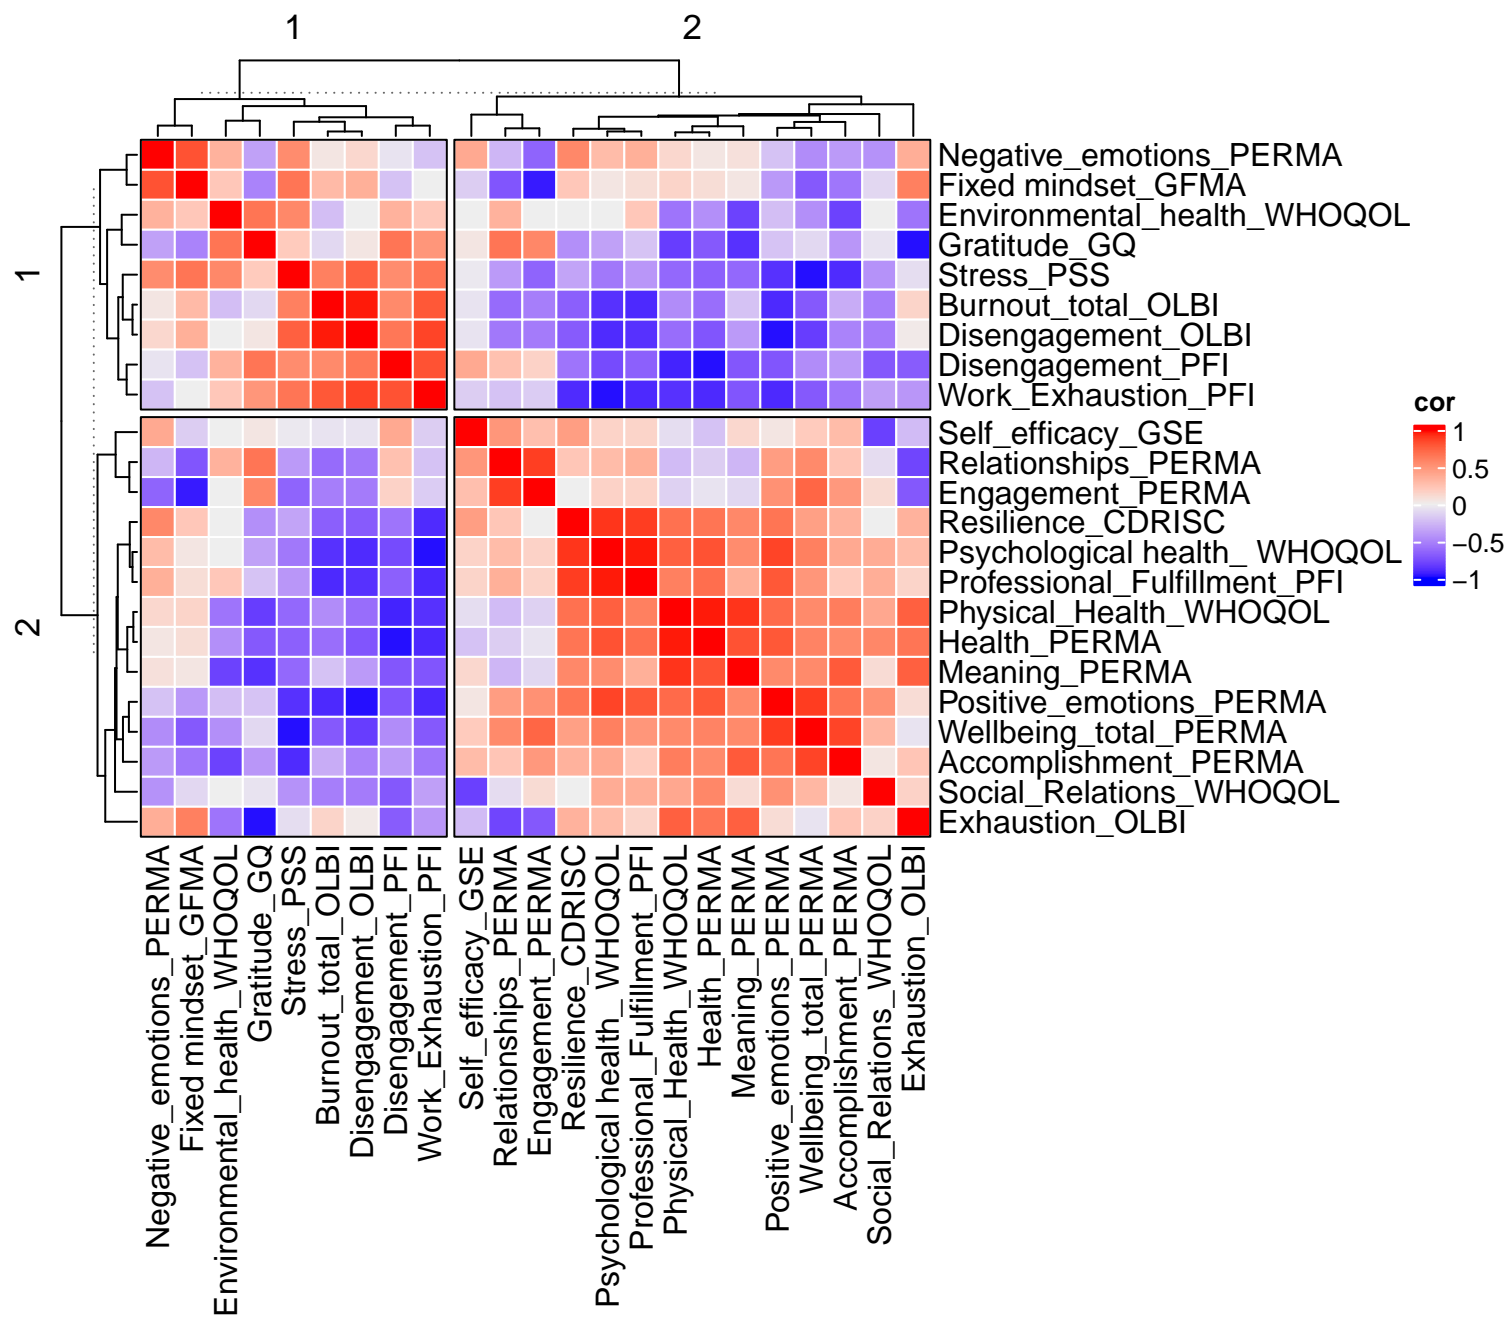 1
2
1
2
Negative_emotions_PERMA
Fixed mindset_GFMA
Environmental_health_WHOQOL
Gratitude_GQ
Stress_PSS
Burnout_total_OLBI
Disengagement_OLBI
Disengagement_PFI
Work_Exhaustion_PFI
Self_efficacy_GSE
Relationships_PERMA
Engagement_PERMA
Resilience_CDRISC
Psychological health_ WHOQOL
Professional_Fulfillment_PFI
Physical_Health_WHOQOL
Health_PERMA
Meaning_PERMA
Positive_emotions_PERMA
Wellbeing_total_PERMA
Accomplishment_PERMA
Social_Relations_WHOQOL
Exhaustion_OLBI
cor
1
0.5
0
−0.5
−1
Negative_emotions_PERMA
Fixed mindset_GFMA
Environmental_health_WHOQOL
Gratitude_GQ
Stress_PSS
Burnout_total_OLBI
Disengagement_OLBI
Disengagement_PFI
Work_Exhaustion_PFI
Self_efficacy_GSE
Relationships_PERMA
Engagement_PERMA
Resilience_CDRISC
Psychological health_ WHOQOL
Professional_Fulfillment_PFI
Physical_Health_WHOQOL
Health_PERMA
Meaning_PERMA
Positive_emotions_PERMA
Wellbeing_total_PERMA
Accomplishment_PERMA
Social_Relations_WHOQOL
Exhaustion_OLBI